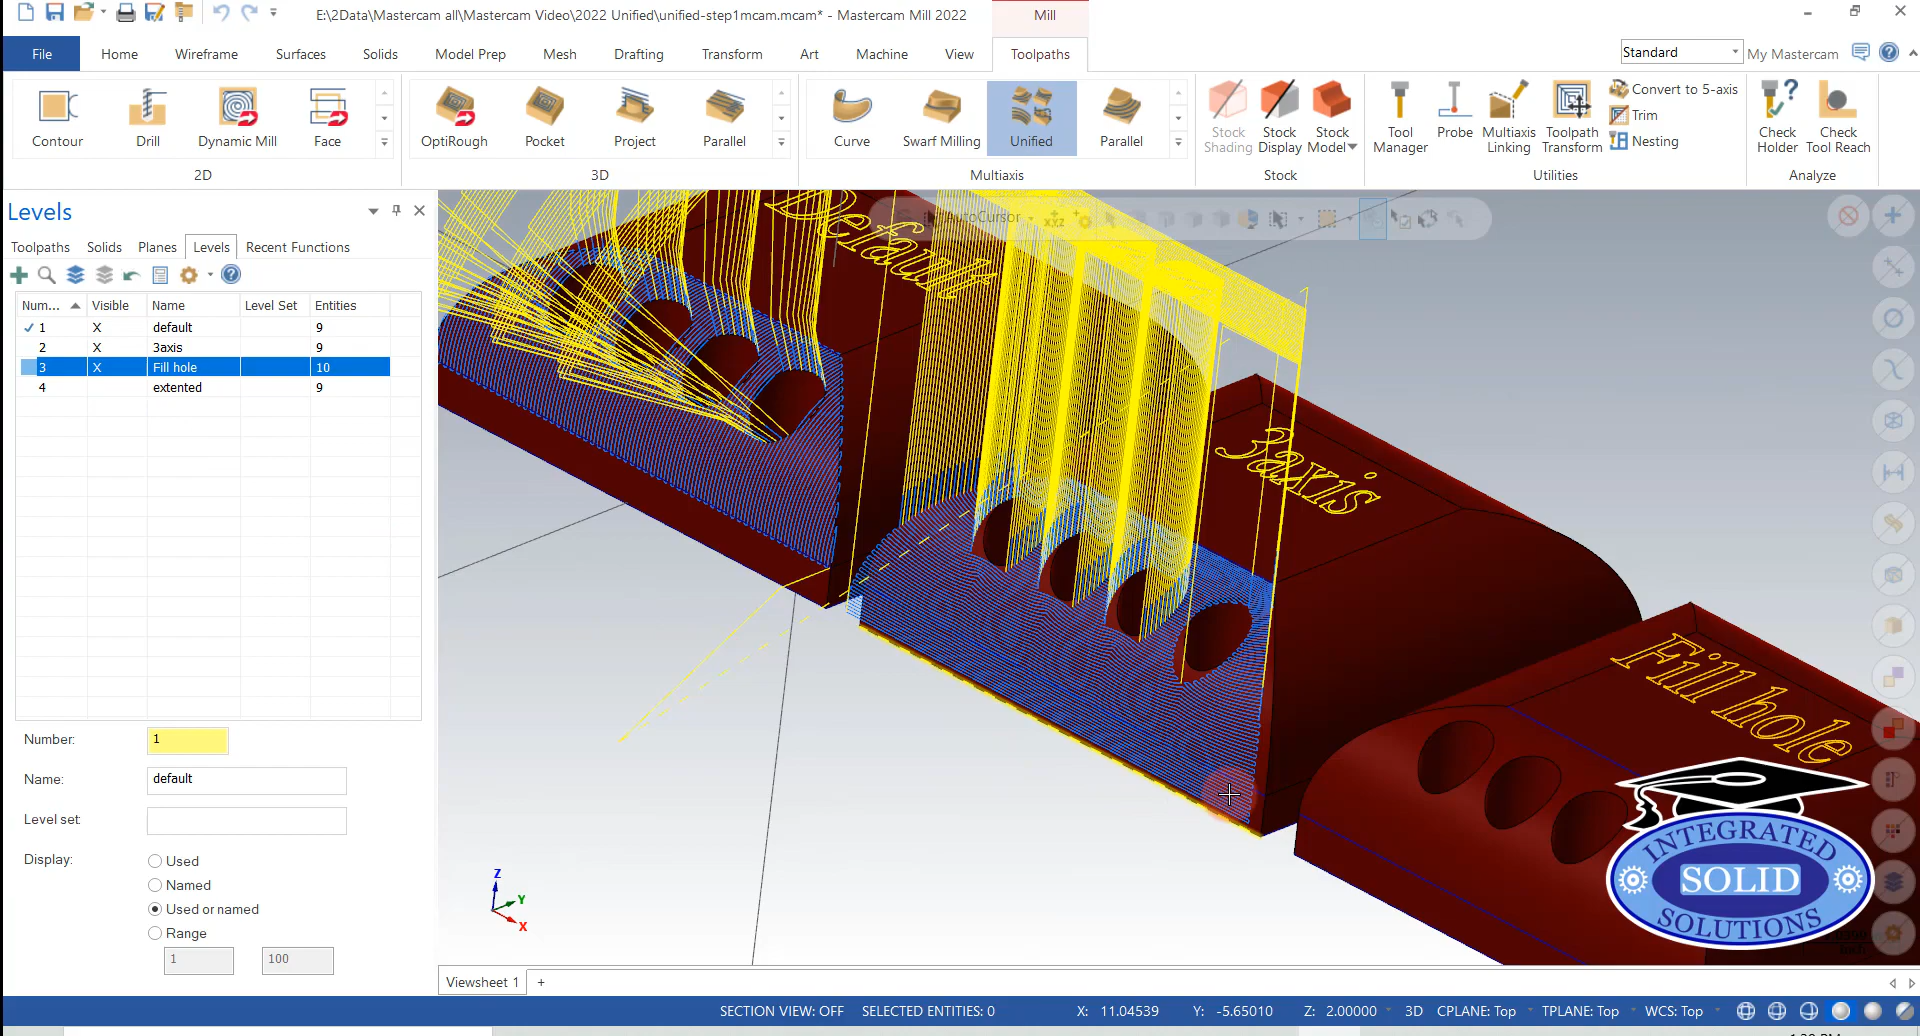 E:\2Data\Mastercam all\Mastercam Video\2022 Unified\unified-step1mcam.mcam* - Mastercam Mill 2022
Mill
File
Home
Wireframe
Surfaces
Solids
Model Prep
Mesh
Drafting
Transform
Art
Machine
View
Toolpaths
Standard
My Mastercam
Contour
Drill
Dynamic Mill
Face
OptiRough
Pocket
Project
Parallel
Curve
Swarf Milling
Unified
Parallel
Stock Shading
Stock Display
Stock Model
Tool Manager
Probe
Multiaxis Linking
Toolpath Transform
Convert to 5-axis
Trim
Nesting
Check Holder
Check Tool Reach
2D
3D
Multiaxis
Stock
Utilities
Analyze
Levels
Toolpaths
Solids
Planes
Levels
Recent Functions
Num... Visible Name Level Set Entities
1 X default 9
2 X 3axis 9
3 X Fill hole 10
4 extented 9
Number: 1
Name: default
Level set:
Display:
Used
Named
Used or named
Range
1 100
AutoCursor
Default
3axis
Fill hole
Z
Y
X
INTEGRATED
SOLID
SOLUTIONS
Viewsheet 1 +
SECTION VIEW: OFF SELECTED ENTITIES: 0 X: 11.04539 Y: -5.65010 Z: 2.00000 3D CPLANE: Top TPLANE: Top WCS: Top